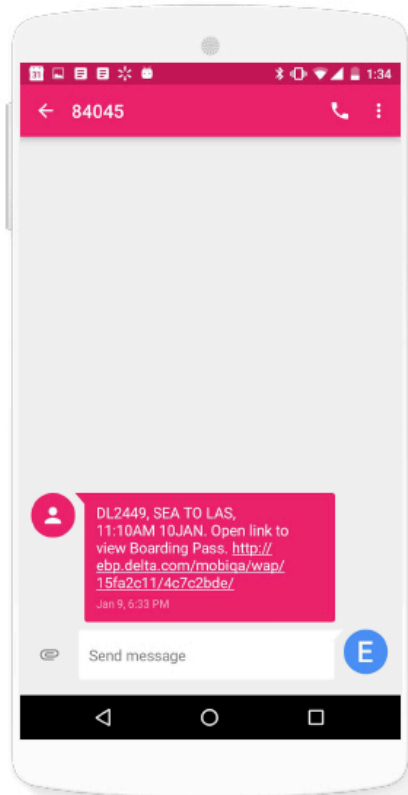 31
1:34
84045
DL2449, SEA TO LAS,
11:10AM 10JAN. Open link to
view Boarding Pass. http://
ebp.delta.com/mobiqa/wap/
15fa2c11/4c7c2bde/
Jan 9, 6:33 PM
Send message
E